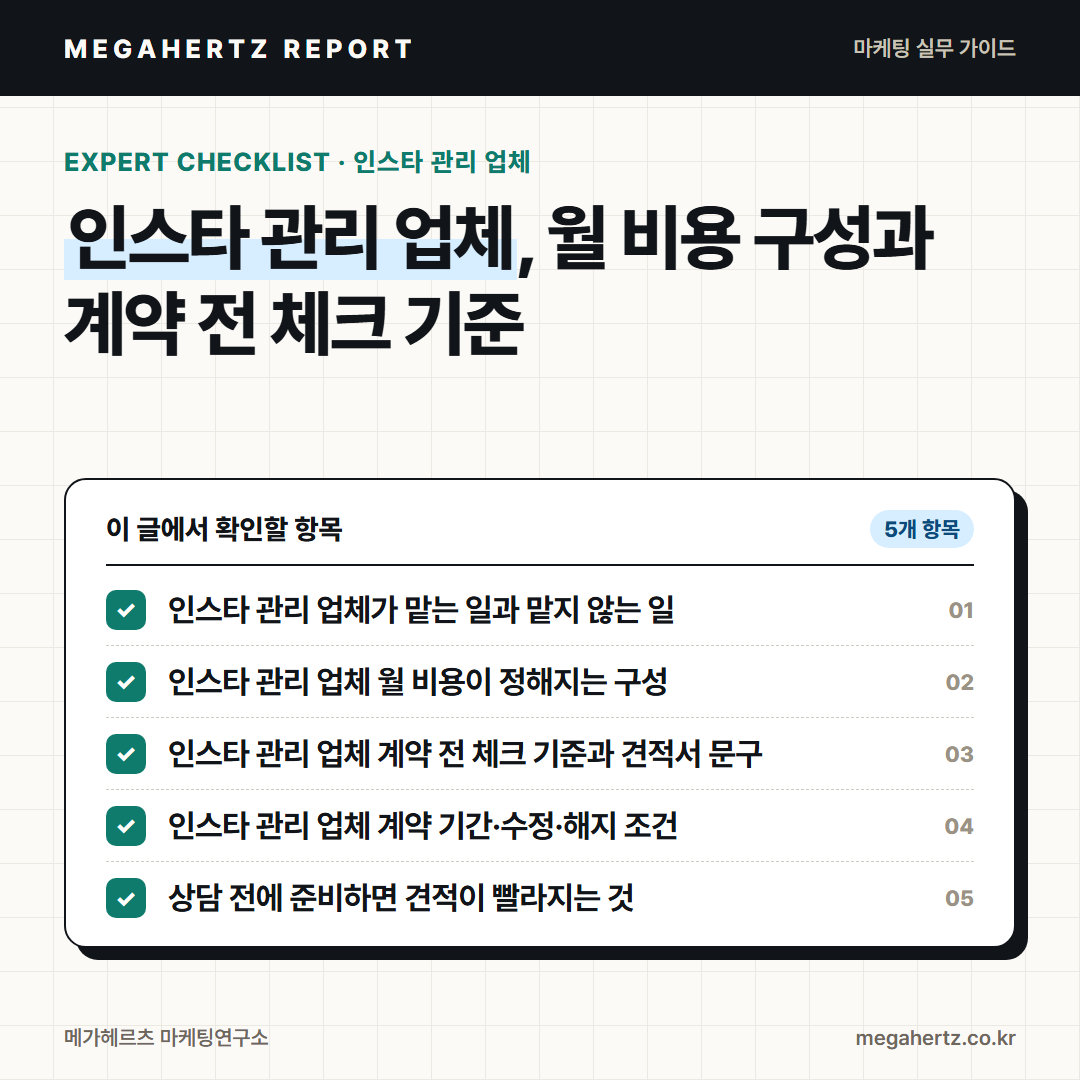 MEGAHERTZ REPORT
마케팅 실무 가이드
EXPERT CHECKLIST · 인스타 관리 업체
인스타 관리 업체, 월 비용 구성과
계약 전 체크 기준
이 글에서 확인할 항목
5개 항목
인스타 관리 업체가 맡는 일과 맡지 않는 일
01
인스타 관리 업체 월 비용이 정해지는 구성
02
인스타 관리 업체 계약 전 체크 기준과 견적서 문구
03
인스타 관리 업체 계약 기간·수정·해지 조건
04
상담 전에 준비하면 견적이 빨라지는 것
05
메가헤르츠 마케팅연구소
megahertz.co.kr